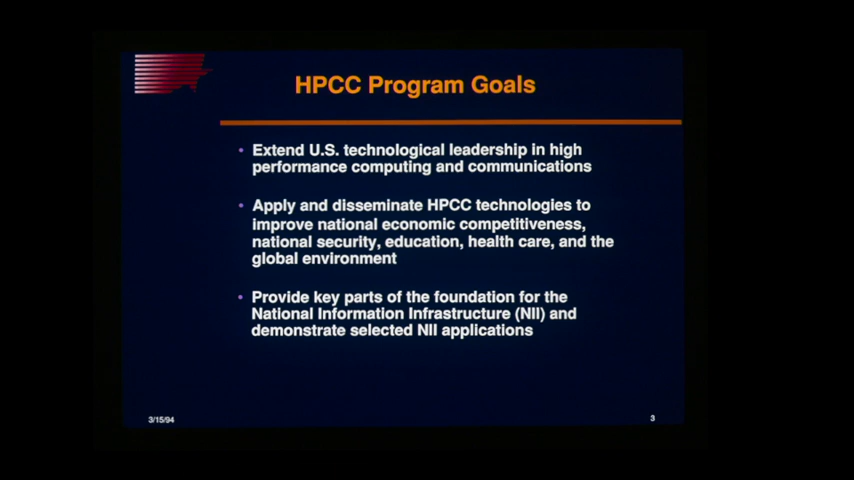 HPCC Program Goals
• Extend U.S. technological leadership in high
performance computing and communications
• Apply and disseminate HPCC technologies to
improve national economic competitiveness,
national security, education, health care, and the
global environment
• Provide key parts of the foundation for the
National Information Infrastructure (NII) and
demonstrate selected NII applications
3/15/94
3